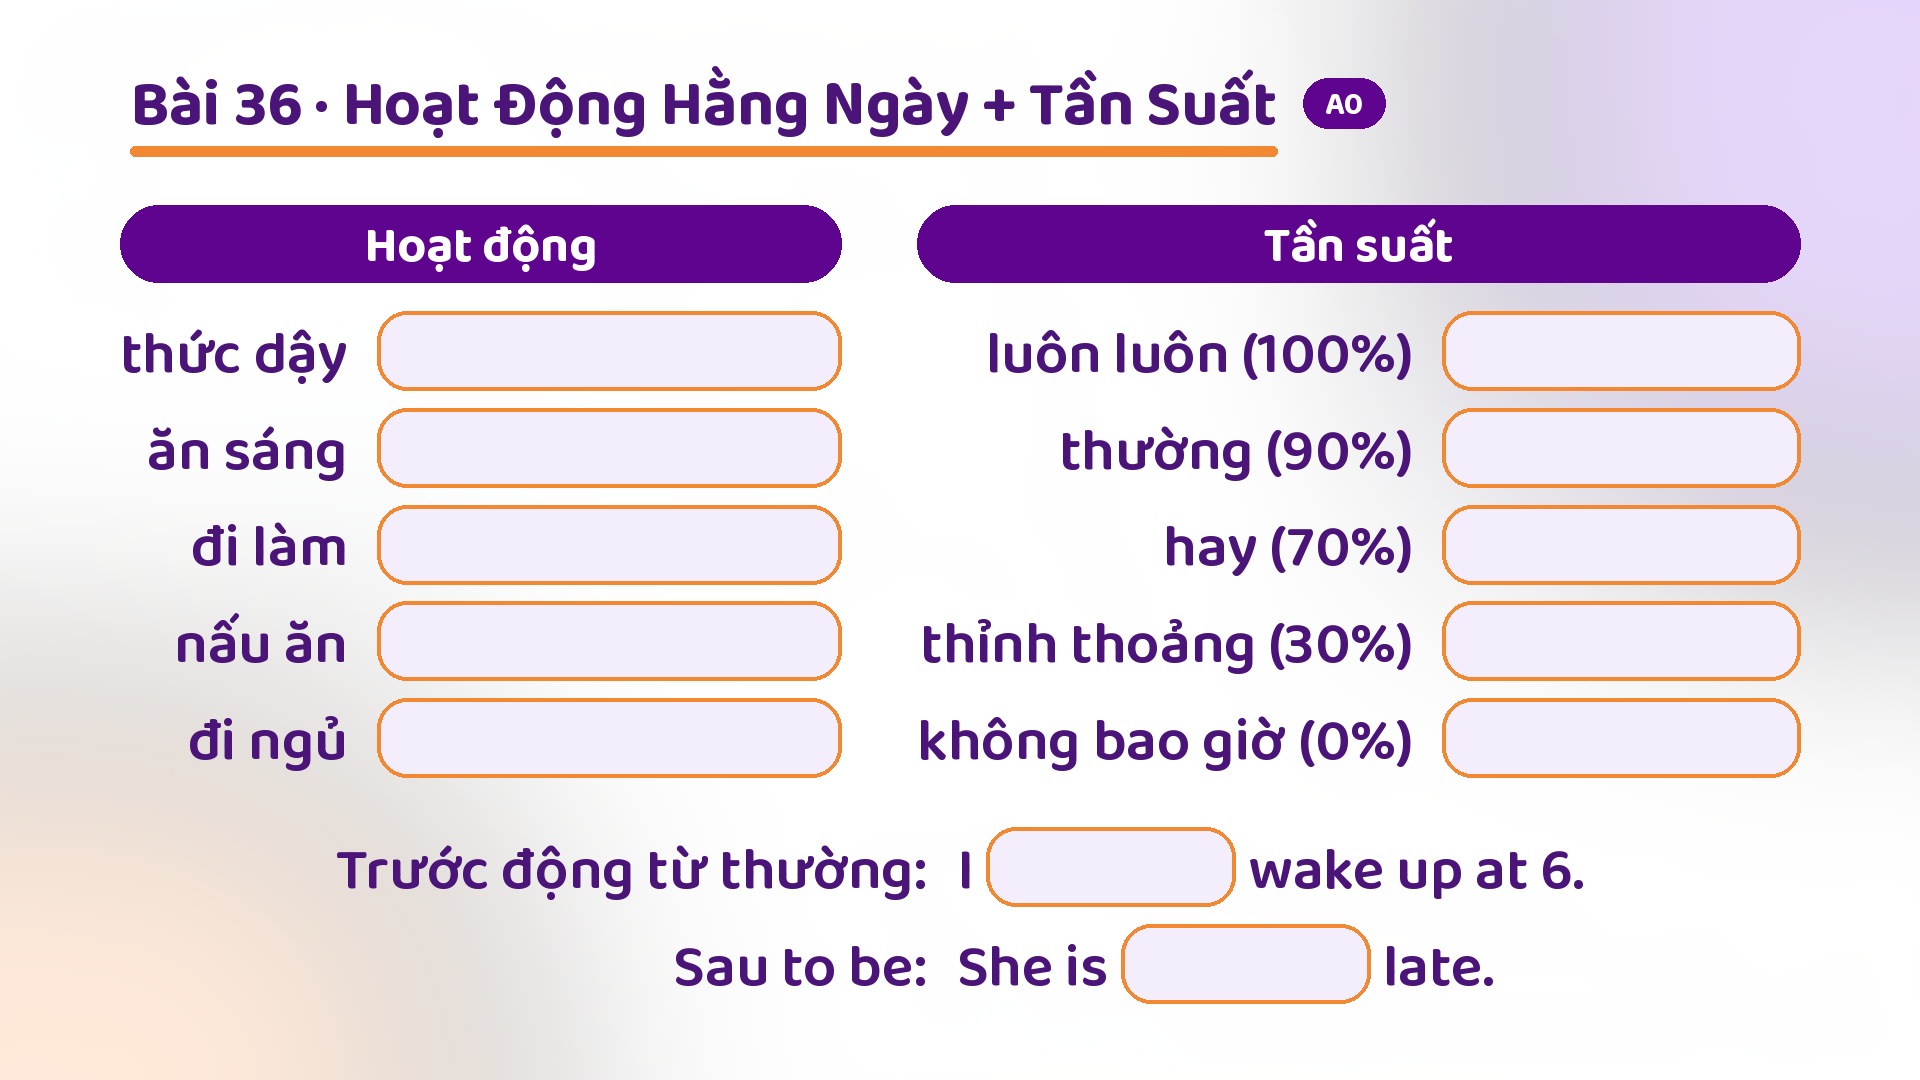 Bài 36 · Hoạt Động Hằng Ngày + Tần Suất A0
Hoạt động
thức dậy
ăn sáng
đi làm
nấu ăn
đi ngủ
Tần suất
luôn luôn (100%)
thường (90%)
hay (70%)
thỉnh thoảng (30%)
không bao giờ (0%)
Trước động từ thường: I wake up at 6.
Sau to be: She is late.